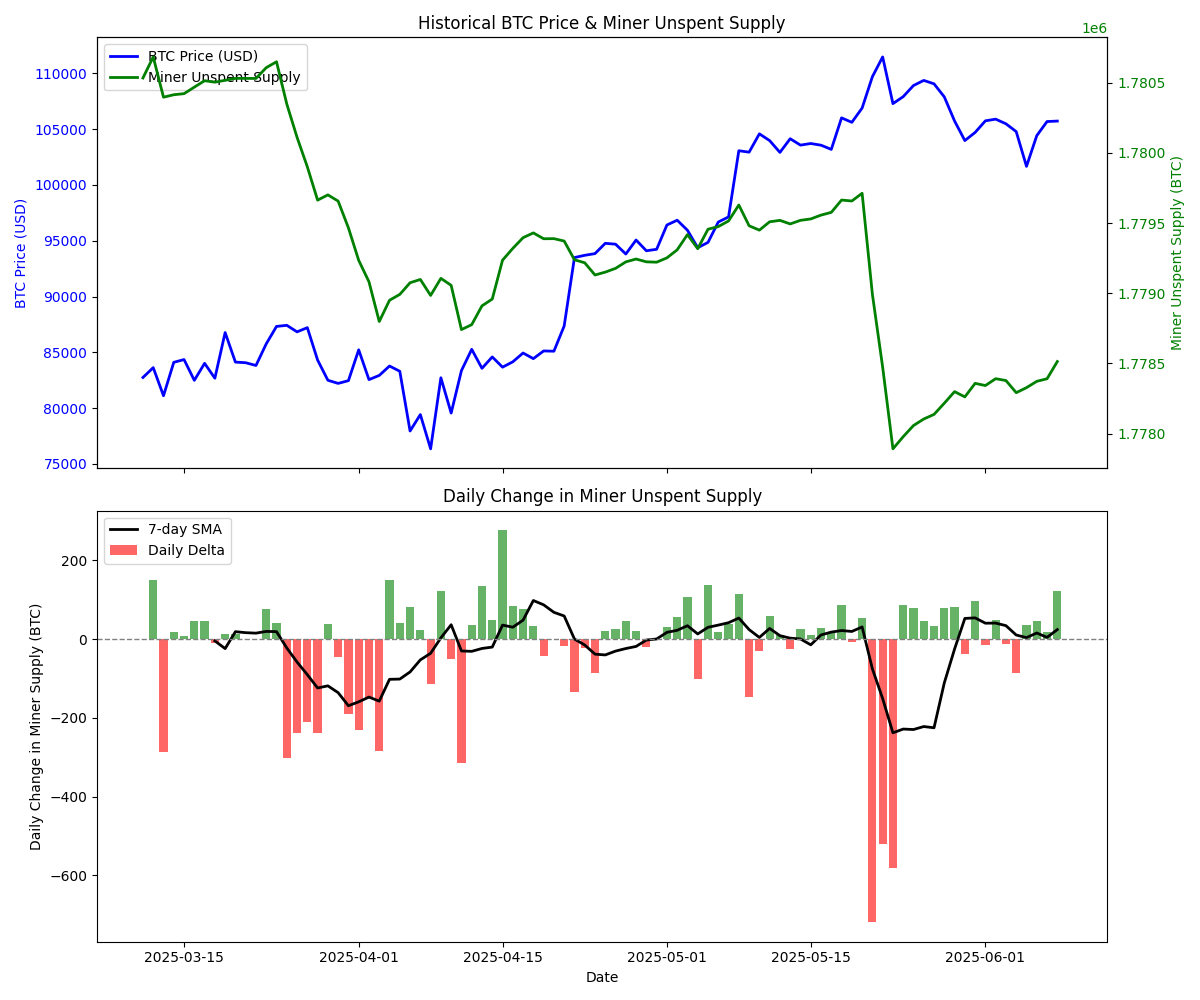 Historical BTC Price & Miner Unspent Supply
1e6
BTC Price (USD)
Miner Unspent Supply
110000
105000
100000
95000
90000
85000
80000
75000
BTC Price (USD)
1.7805
1.7800
1.7795
1.7790
1.7785
1.7780
Miner Unspent Supply (BTC)
Daily Change in Miner Unspent Supply
7-day SMA
Daily Delta
200
0
−200
−400
−600
Daily Change in Miner Supply (BTC)
2025-03-15
2025-04-01
2025-04-15
2025-05-01
2025-05-15
2025-06-01
Date